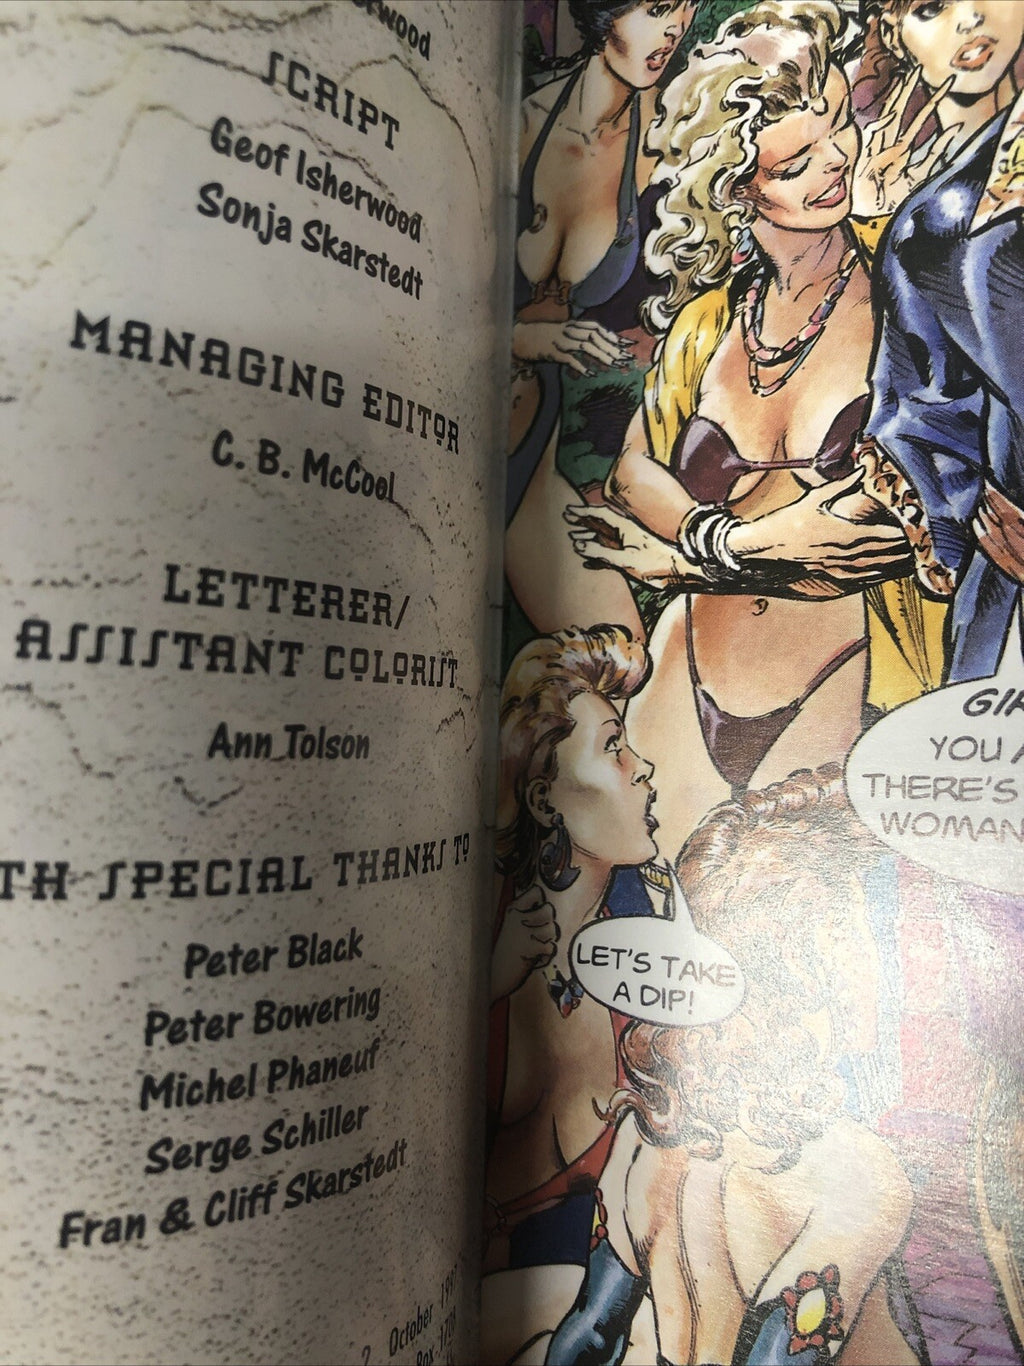 SCRIPT
Geof Isherwood
Sonja Skarstedt
MANAGING EDITOR
C. B. McCool
LETTERER/
ASSISTANT COLORIST
Ann Tolson
SPECIAL THANKS TO
Peter Black
Peter Bowering
Michel Phaneuf
Serge Schiller
Fran & Cliff Skarstedt
October
Box
YOU
THERE'S
WOMAN
LET'S TAKE
A DIP!